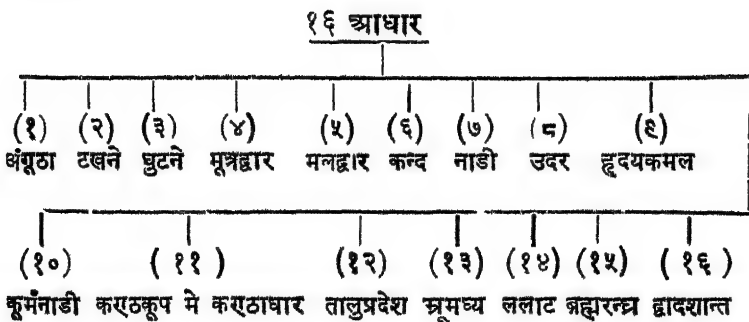 १६ आधार
(१) (२) (३) (४) (५) (६) (७) (८) (९)
अंगूठा टखने घुटने मूत्रद्वार मलद्वार कन्द नाडी उदर हृदयकमल
(१०) (११) (१२) (१३) (१४) (१५) (१६)
कूर्मनाडी कण्ठकूप मे कण्ठाधार तालुप्रदेश भ्रूमध्य ललाट ब्रह्मरन्ध्र द्वादशान्त